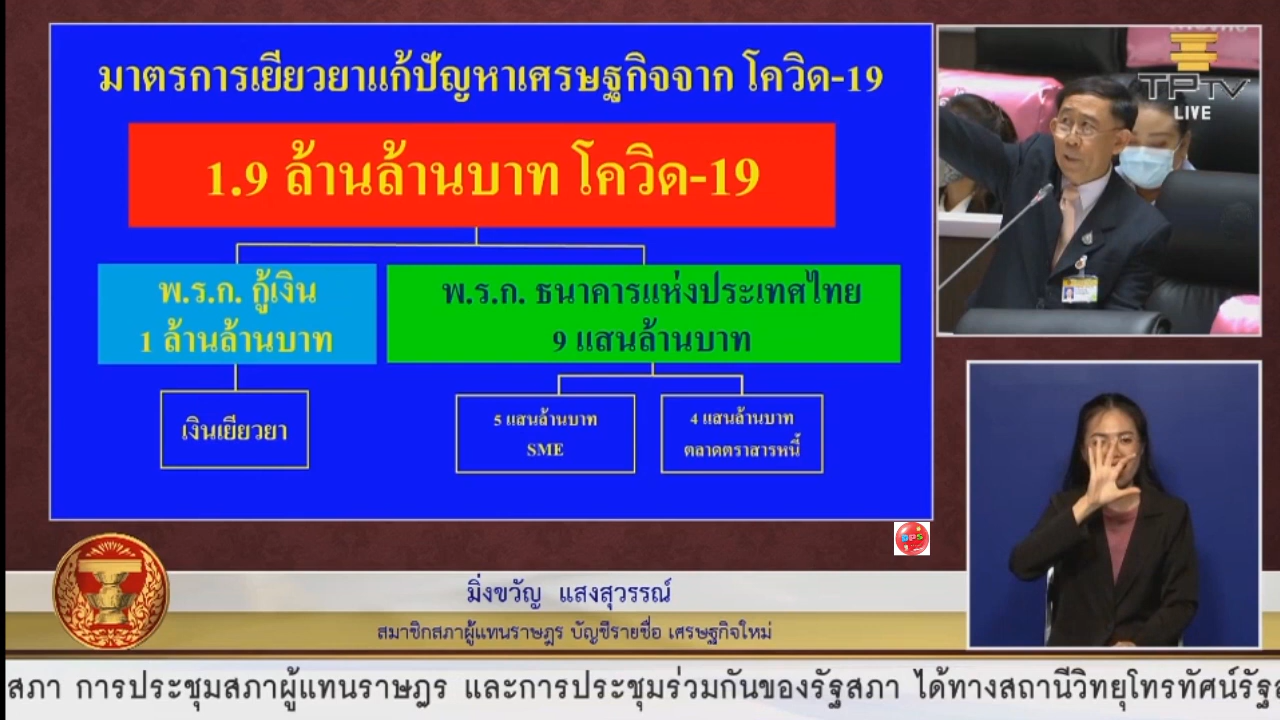 มาตรการเยียวยาแก้ปัญหาเศรษฐกิจจาก โควิด-19
1.9 ล้านล้านบาท โควิด-19
พ.ร.ก. กู้เงิน
1 ล้านล้านบาท
พ.ร.ก. ธนาคารแห่งประเทศไทย
9 แสนล้านบาท
เงินเยียวยา
5 แสนล้านบาท
SME
4 แสนล้านบาท
ตลาดตราสารหนี้
TPTV
LIVE
DPS
มิ่งขวัญ แสงสุวรรณ์
สมาชิกสภาผู้แทนราษฎร บัญชีรายชื่อ เศรษฐกิจใหม่
สภา การประชุมสภาผู้แทนราษฎร และการประชุมร่วมกันของรัฐสภา ได้ทางสถานีวิทยุโทรทัศน์รัฐส